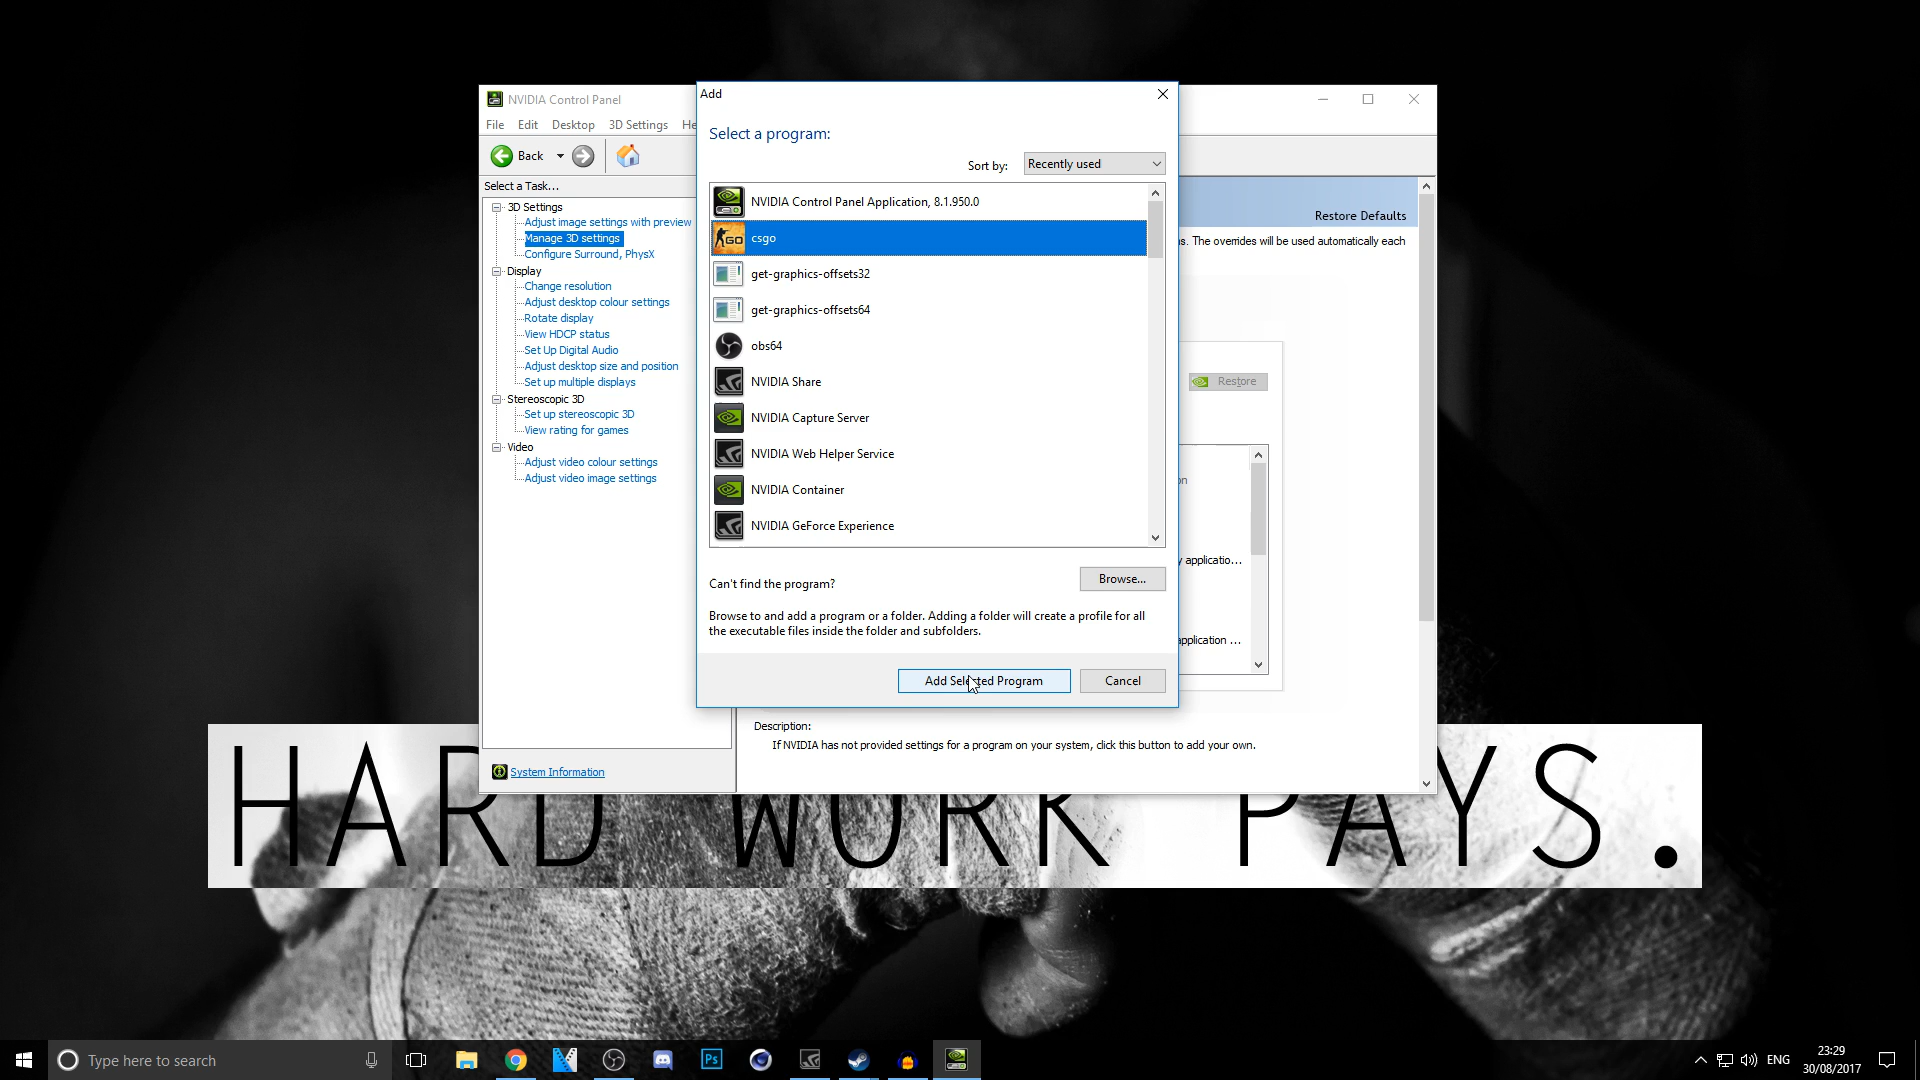 NVIDIA Control Panel
File Edit Desktop 3D Settings He
Back
Select a Task...
3D Settings
Adjust image settings with preview
Manage 3D settings
Configure Surround, PhysX
Display
Change resolution
Adjust desktop colour settings
Rotate display
View HDCP status
Set Up Digital Audio
Adjust desktop size and position
Set up multiple displays
Stereoscopic 3D
Set up stereoscopic 3D
View rating for games
Video
Adjust video colour settings
Adjust video image settings
System Information
Add
Select a program:
Sort by: Recently used
NVIDIA Control Panel Application, 8.1.950.0
GO csgo
get-graphics-offsets32
get-graphics-offsets64
obs64
NVIDIA Share
NVIDIA Capture Server
NVIDIA Web Helper Service
NVIDIA Container
NVIDIA GeForce Experience
Can't find the program?
Browse...
Browse to and add a program or a folder. Adding a folder will create a profile for all
the executable files inside the folder and subfolders.
Add Selected Program Cancel
Restore Defaults
s. The overrides will be used automatically each
Restore
on
y applicatio...
application ...
Description:
If NVIDIA has not provided settings for a program on your system, click this button to add your own.
HARD WORK PAYS.
Type here to search
Ps
ENG
23:29
30/08/2017